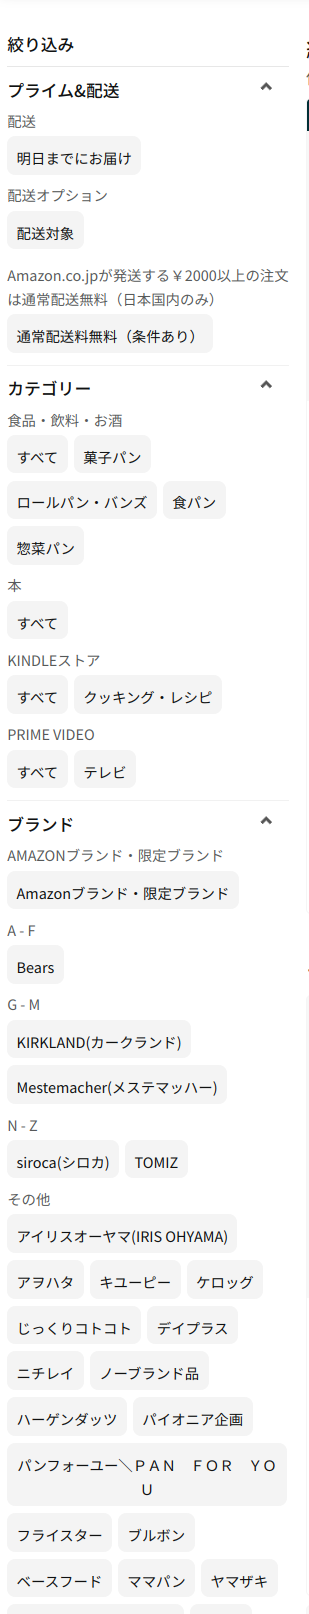 絞り込み
プライム&配送
配送
明日までにお届け
配送オプション
配送対象
Amazon.co.jpが発送する￥2000以上の注文
は通常配送無料（日本国内のみ）
通常配送料無料（条件あり）
カテゴリー
食品・飲料・お酒
すべて 菓子パン
ロールパン・バンズ 食パン
惣菜パン
本
すべて
KINDLEストア
すべて クッキング・レシピ
PRIME VIDEO
すべて テレビ
ブランド
AMAZONブランド・限定ブランド
Amazonブランド・限定ブランド
A - F
Bears
G - M
KIRKLAND(カークランド)
Mestemacher(メステマッハー)
N - Z
siroca(シロカ) TOMIZ
その他
アイリスオーヤマ(IRIS OHYAMA)
アヲハタ キユーピー ケロッグ
じっくりコトコト デイプラス
ニチレイ ノーブランド品
ハーゲンダッツ パイオニア企画
パンフォーユー＼ＰＡＮ　ＦＯＲ　ＹＯ
Ｕ
フライスター ブルボン
ベースフード ママパン ヤマザキ